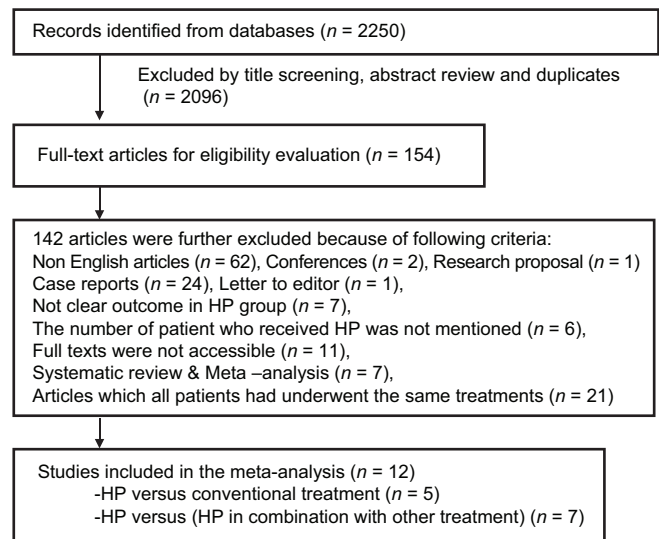 Records identified from databases (n = 2250)
Excluded by title screening, abstract review and duplicates
(n = 2096)
Full-text articles for eligibility evaluation (n = 154)
142 articles were further excluded because of following criteria:
Non English articles (n = 62), Conferences (n = 2), Research proposal (n = 1)
Case reports (n = 24), Letter to editor (n = 1),
Not clear outcome in HP group (n = 7),
The number of patient who received HP was not mentioned (n = 6),
Full texts were not accessible (n = 11),
Systematic review & Meta –analysis (n = 7),
Articles which all patients had underwent the same treatments (n = 21)
Studies included in the meta-analysis (n = 12)
-HP versus conventional treatment (n = 5)
-HP versus (HP in combination with other treatment) (n = 7)